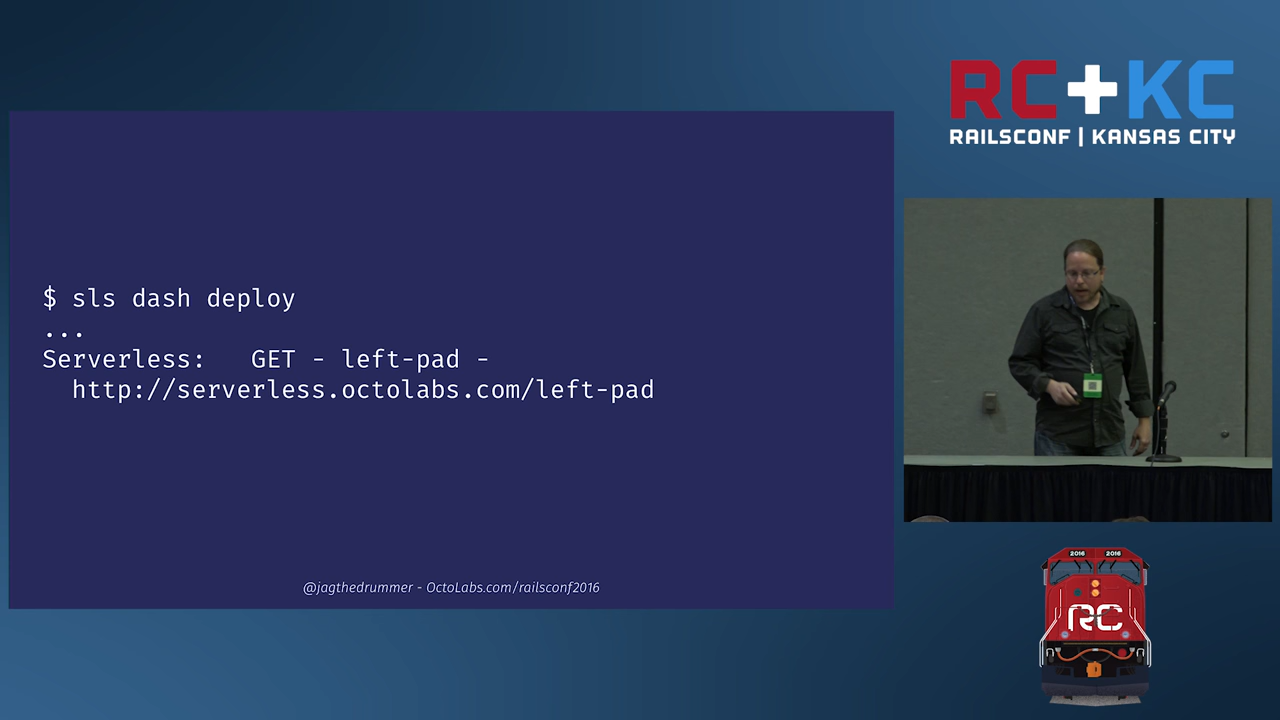 RC+KC
RAILSCONF | KANSAS CITY
$ sls dash deploy
...
Serverless:   GET - left-pad -
http://serverless.octolabs.com/left-pad
@jagthedrummer - OctoLabs.com/railsconf2016
2016 2016
RC